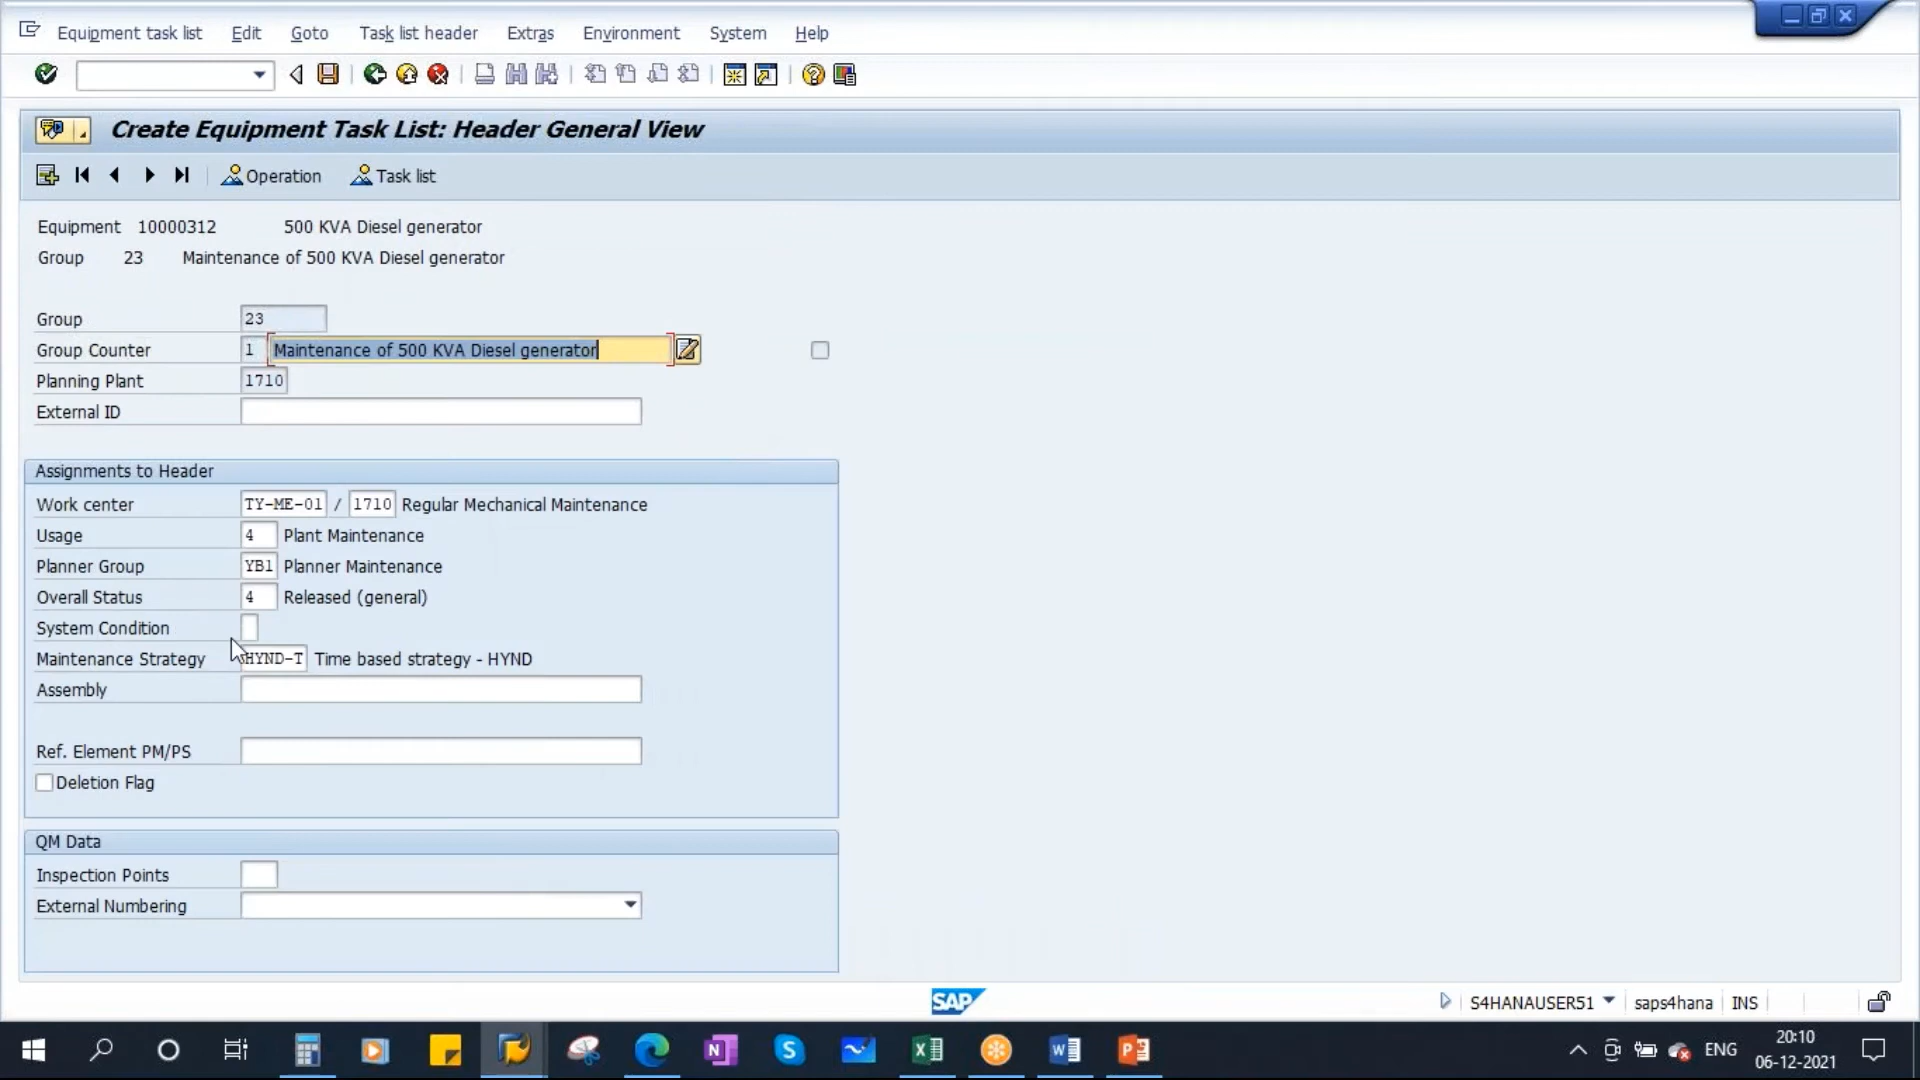 Equipment task list Edit Goto Task list header Extras Environment System Help
Create Equipment Task List: Header General View
Operation Task list
Equipment 10000312 500 KVA Diesel generator
Group 23 Maintenance of 500 KVA Diesel generator
Group 23
Group Counter 1 Maintenance of 500 KVA Diesel generator
Planning Plant 1710
External ID
Assignments to Header
Work center TY-ME-01 / 1710 Regular Mechanical Maintenance
Usage 4 Plant Maintenance
Planner Group YB1 Planner Maintenance
Overall Status 4 Released (general)
System Condition
Maintenance Strategy HYND-T Time based strategy - HYND
Assembly
Ref. Element PM/PS
Deletion Flag
QM Data
Inspection Points
External Numbering
SAP
S4HANAUSER51 saps4hana INS
N S X W P
ENG
20:10
06-12-2021